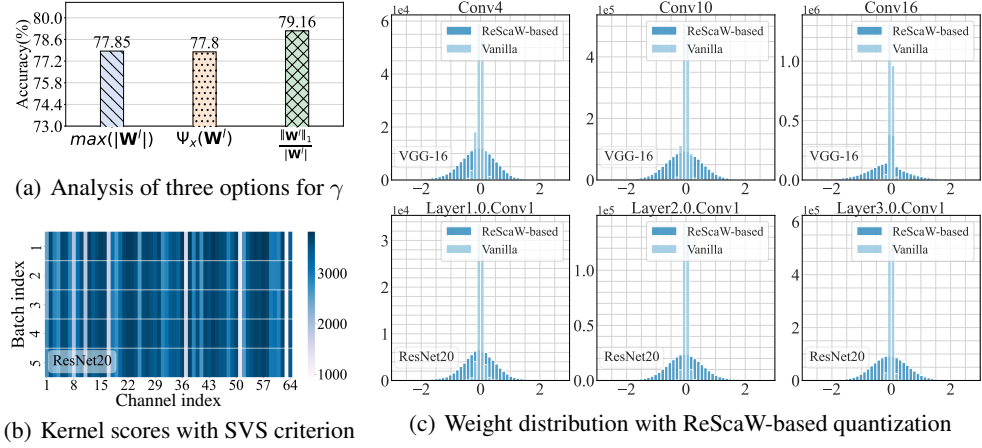 Accuracy(%)
80.0
78.6
77.2
75.8
74.4
73.0
77.85
77.8
79.16
max(|W^l|)
Ψ_x(W^l)
‖W^l‖_1
|W^l|
(a) Analysis of three options for γ
Batch index
1
2
3
4
5
ResNet20
1 8 15 22 29 36 43 50 57 64
Channel index
3000
2000
1000
(b) Kernel scores with SVS criterion
Conv4
1e4
6
4
2
0
ReScaW-based
Vanilla
VGG-16
−2 0 2
Conv10
1e5
4
2
0
ReScaW-based
Vanilla
VGG-16
−2 0 2
Conv16
1e6
1.0
0.5
0.0
ReScaW-based
Vanilla
VGG-16
−2 0 2
Layer1.0.Conv1
1e4
3
2
1
0
ReScaW-based
Vanilla
ResNet20
−2 0 2
Layer2.0.Conv1
1e5
1.0
0.5
0.0
ReScaW-based
Vanilla
ResNet20
−2 0 2
Layer3.0.Conv1
1e5
6
4
2
0
ReScaW-based
Vanilla
ResNet20
−2 0 2
(c) Weight distribution with ReScaW-based quantization